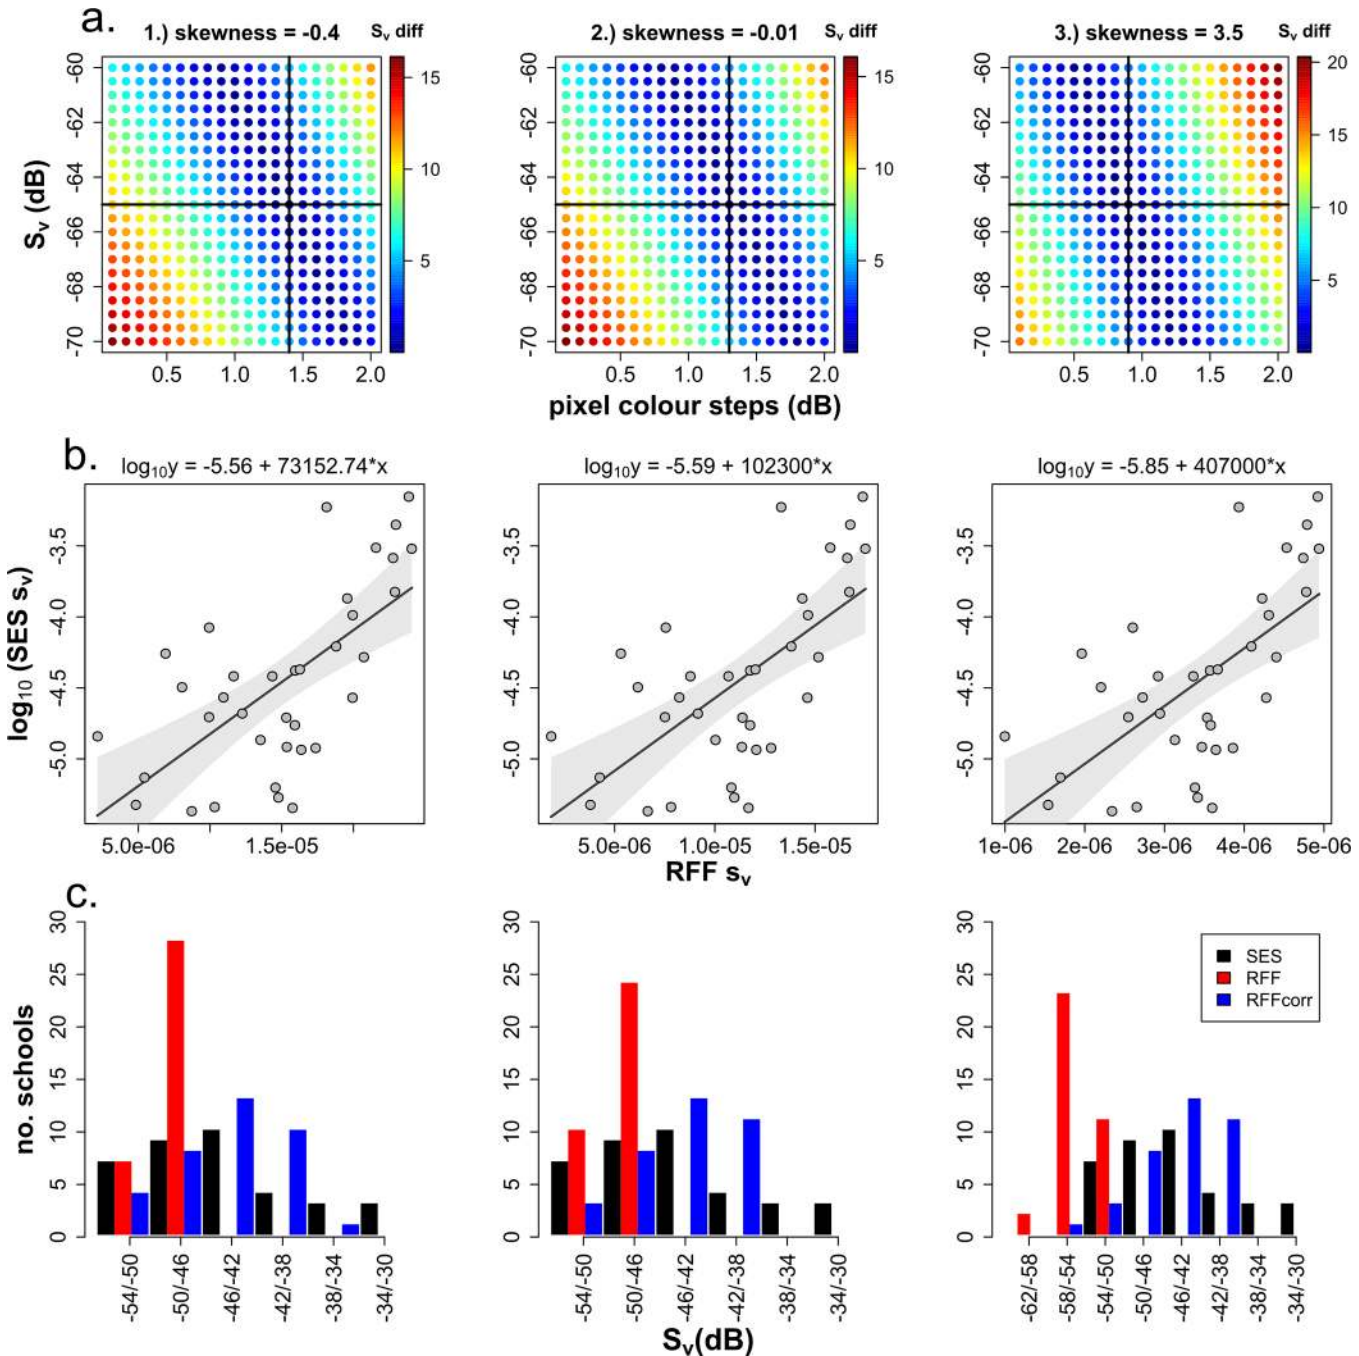 a.
1.) skewness = -0.4
Sv diff
2.) skewness = -0.01
Sv diff
3.) skewness = 3.5
Sv diff
Sv (dB)
-60
-62
-64
-66
-68
-70
0.5 1.0 1.5 2.0
15
10
5
-60
-62
-64
-66
-68
-70
0.5 1.0 1.5 2.0
15
10
5
-60
-62
-64
-66
-68
-70
0.5 1.0 1.5 2.0
20
15
10
5
pixel colour steps (dB)
b.
log10y = -5.56 + 73152.74*x
log10y = -5.59 + 102300*x
log10y = -5.85 + 407000*x
log10 (SES sv)
-3.5
-4.0
-4.5
-5.0
5.0e-06 1.5e-05
-3.5
-4.0
-4.5
-5.0
5.0e-06 1.0e-05 1.5e-05
-3.5
-4.0
-4.5
-5.0
1e-06 2e-06 3e-06 4e-06 5e-06
RFF sv
c.
no. schools
30
25
20
15
10
5
0
-54/-50 -50/-46 -46/-42 -42/-38 -38/-34 -34/-30
30
25
20
15
10
5
0
-54/-50 -50/-46 -46/-42 -42/-38 -38/-34 -34/-30
30
25
20
15
10
5
0
-62/-58 -58/-54 -54/-50 -50/-46 -46/-42 -42/-38 -38/-34 -34/-30
SES
RFF
RFFcorr
Sv(dB)